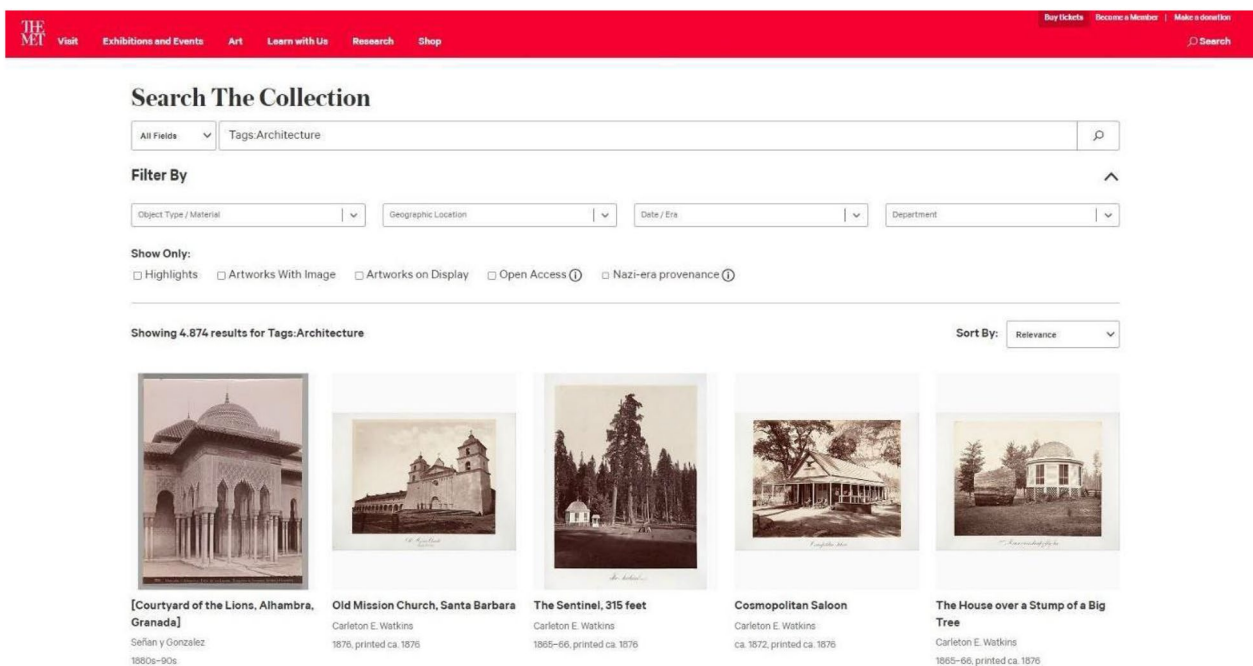 Buy tickets Become a Member | Make a donation
THE
MET Visit Exhibitions and Events Art Learn with Us Research Shop Search
Search The Collection
All Fields Tags:Architecture
Filter By
Object Type / Material Geographic Location Date / Era Department
Show Only:
Highlights Artworks With Image Artworks on Display Open Access Nazi-era provenance
Showing 4.874 results for Tags:Architecture Sort By: Relevance
[Courtyard of the Lions, Alhambra, Granada]
Señan y Gonzalez
1880s–90s
Old Mission Church, Santa Barbara
Carleton E. Watkins
1876, printed ca. 1876
The Sentinel, 315 feet
Carleton E. Watkins
1865–66, printed ca. 1876
Cosmopolitan Saloon
Carleton E. Watkins
ca. 1872, printed ca. 1876
The House over a Stump of a Big
Tree
Carleton E. Watkins
1865–66, printed ca. 1876